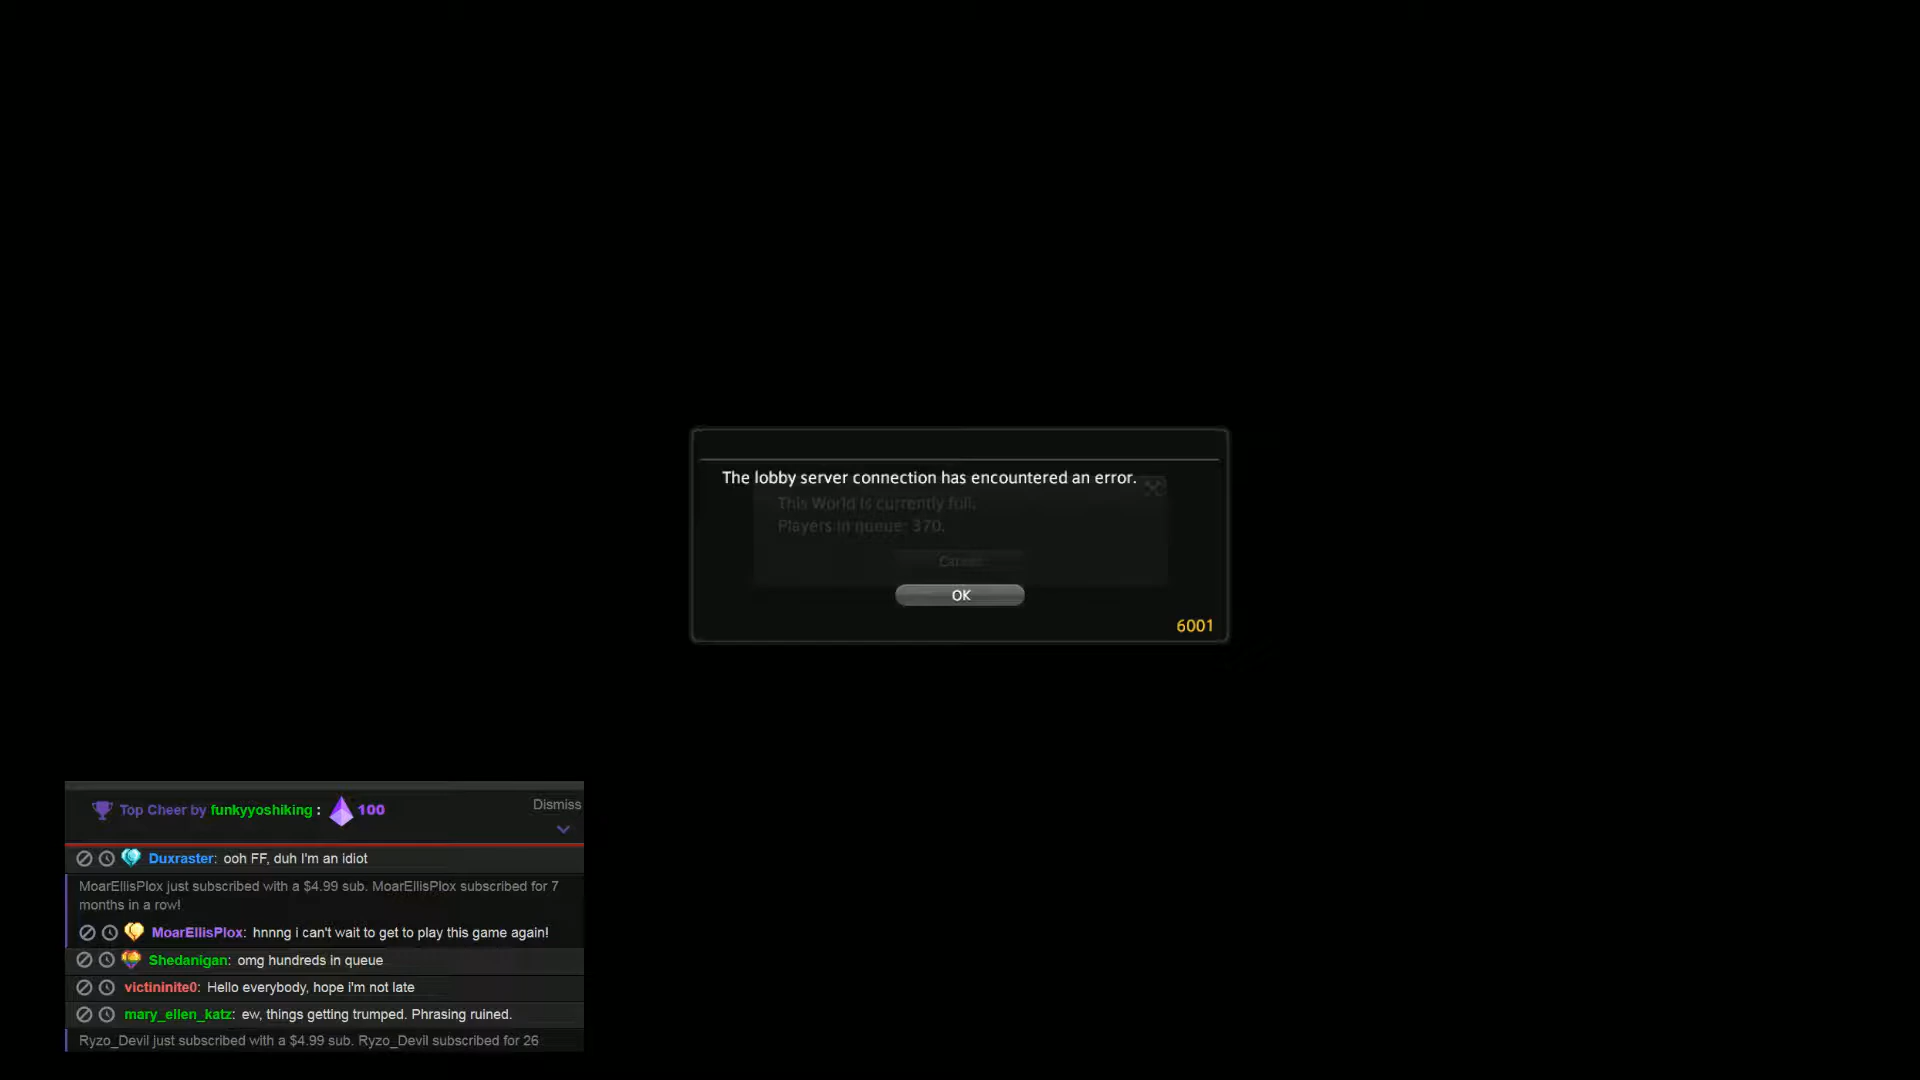 The lobby server connection has encountered an error.
This World is currently full.
Players in queue: 370.
Cancel
OK
6001
Top Cheer by funkyyoshiking : 100
Dismiss
Duxraster: ooh FF, duh I'm an idiot
MoarEllisPlox just subscribed with a $4.99 sub. MoarEllisPlox subscribed for 7
months in a row!
MoarEllisPlox: hnnng i can't wait to get to play this game again!
Shedanigan: omg hundreds in queue
victininite0: Hello everybody, hope i'm not late
mary_ellen_katz: ew, things getting trumped. Phrasing ruined.
Ryzo_Devil just subscribed with a $4.99 sub. Ryzo_Devil subscribed for 26